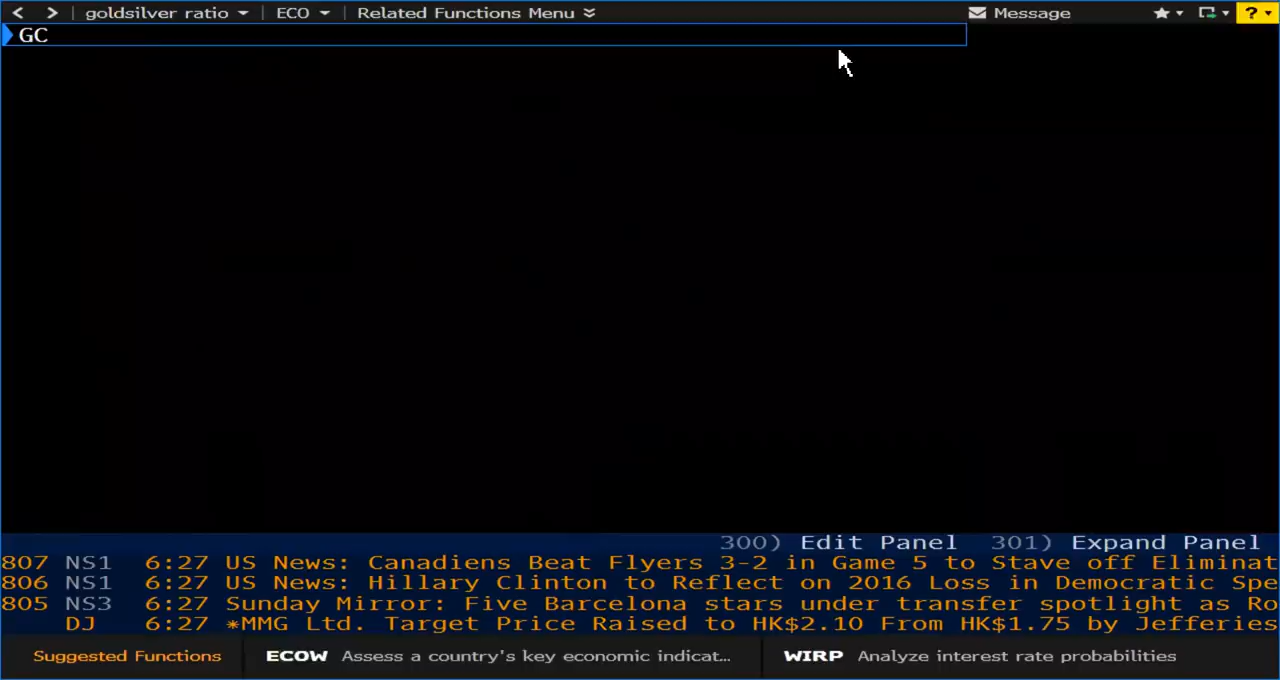 < > goldsilver ratio ECO Related Functions Menu Message ?
GC
300) Edit Panel 301) Expand Panel
807 NS1 6:27 US News: Canadiens Beat Flyers 3-2 in Game 5 to Stave off Eliminat
806 NS1 6:27 US News: Hillary Clinton to Reflect on 2016 Loss in Democratic Spe
805 NS3 6:27 Sunday Mirror: Five Barcelona stars under transfer spotlight as Ro
DJ 6:27 *MMG Ltd. Target Price Raised to HK$2.10 From HK$1.75 by Jefferies
Suggested Functions ECOW Assess a country's key economic indicat... WIRP Analyze interest rate probabilities